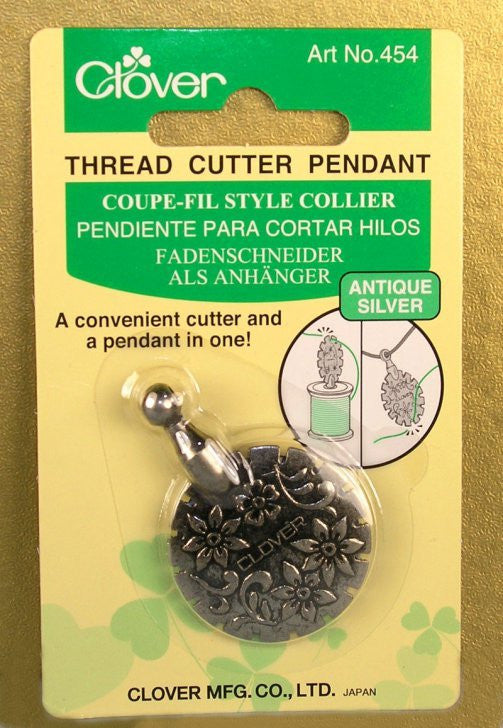 Clover
Art No.454
THREAD CUTTER PENDANT
COUPE-FIL STYLE COLLIER
PENDIENTE PARA CORTAR HILOS
FADENSCHNEIDER
ALS ANHÄNGER
ANTIQUE
SILVER
A convenient cutter and
a pendant in one!
CLOVER
CLOVER MFG.CO.,LTD. JAPAN